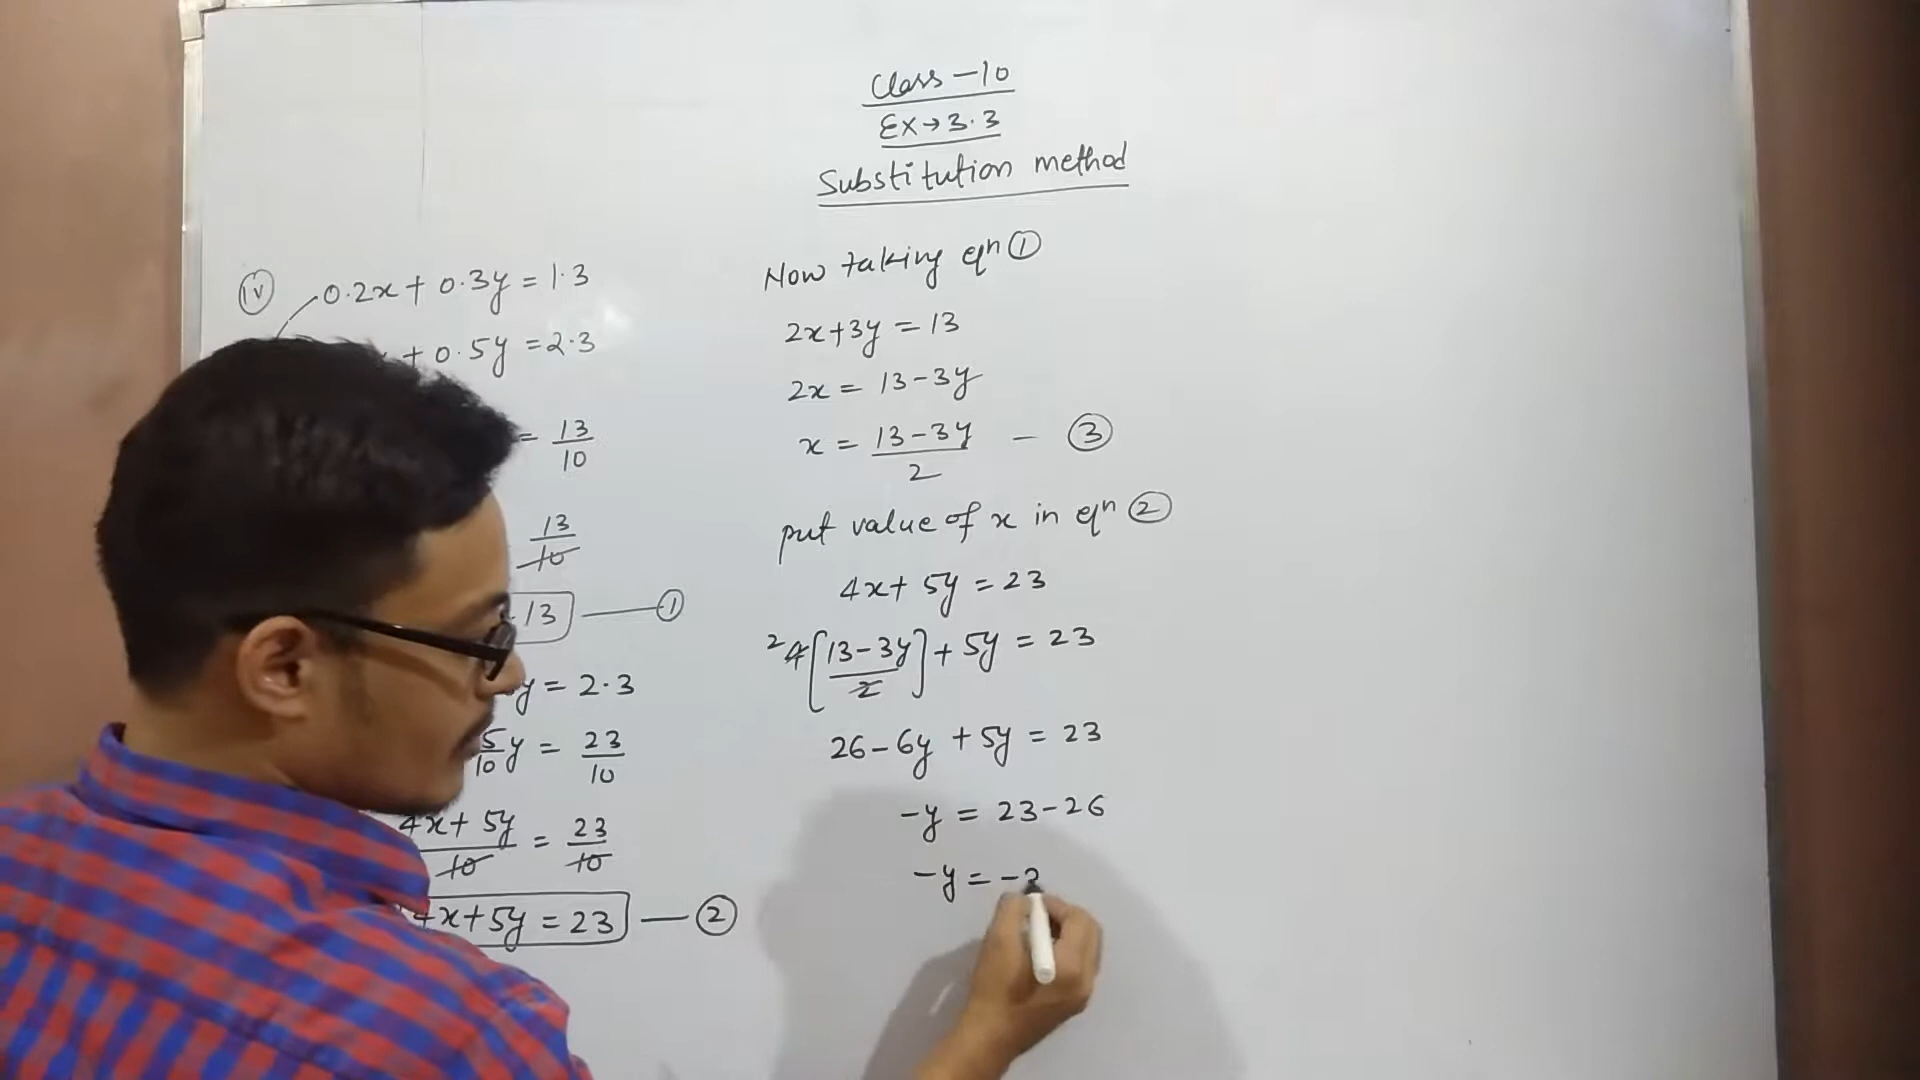 Class - 10
Ex → 3.3
Substitution method
(iv) 0.2x + 0.3y = 1.3
+ 0.5y = 2.3
= 13/10
13/10
13 — ①
y = 2.3
5/10 y = 23/10
4x + 5y/10 = 23/10
4x + 5y = 23 — ②
Now taking eqn ①
2x + 3y = 13
2x = 13 - 3y
x = 13 - 3y/2 — ③
put value of x in eqn ②
4x + 5y = 23
2 4[13 - 3y/2] + 5y = 23
26 - 6y + 5y = 23
-y = 23 - 26
-y = -